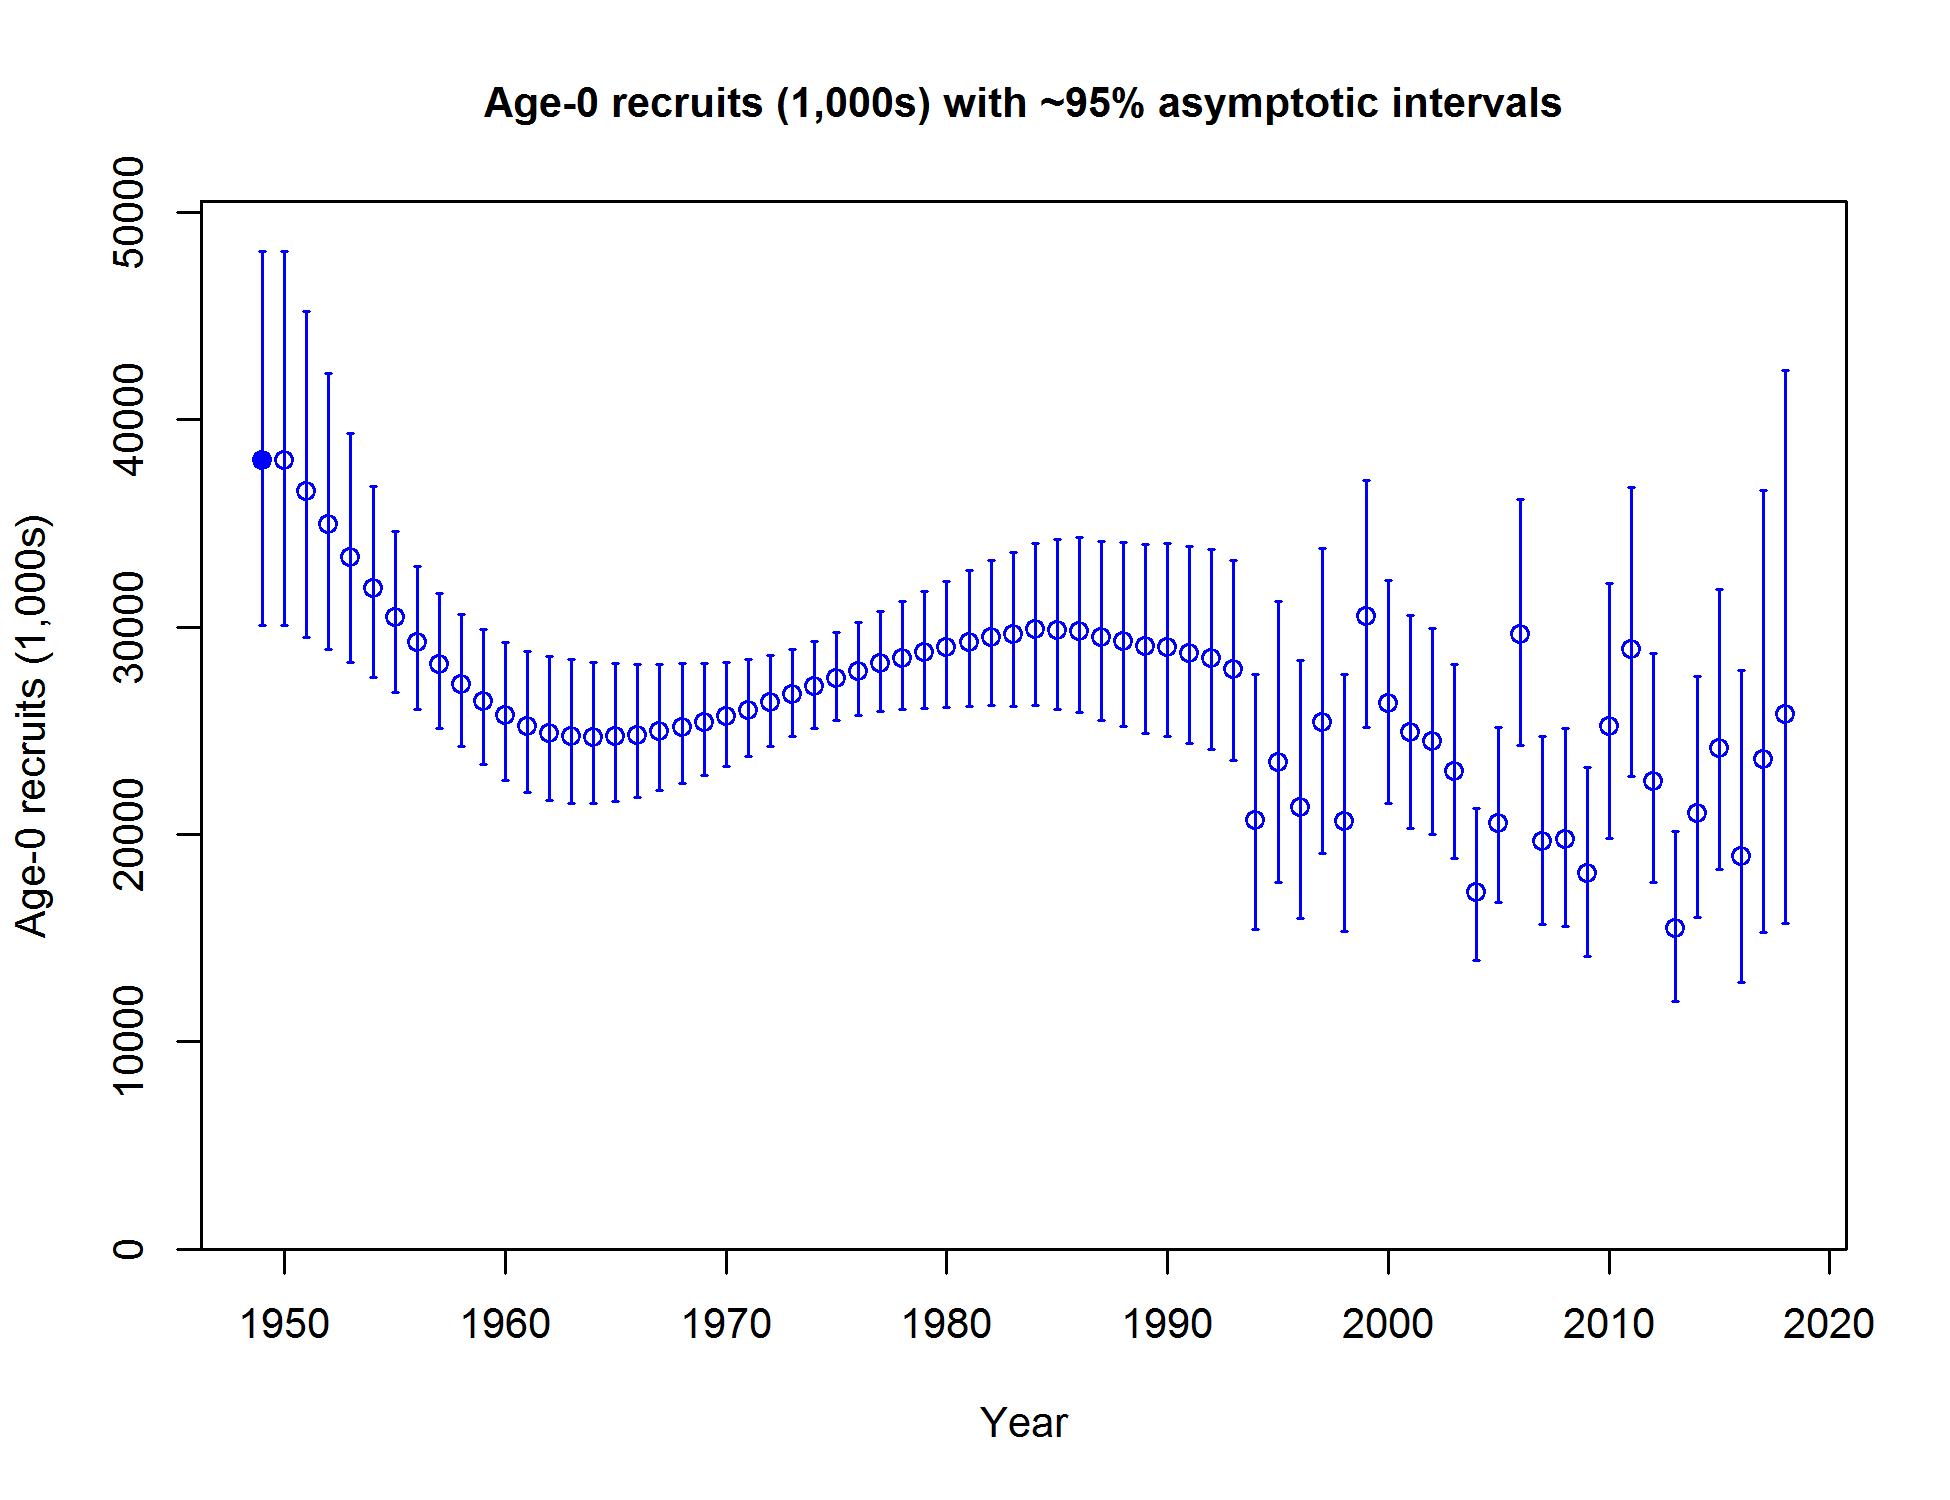 Age-0 recruits (1,000s) with ~95% asymptotic intervals
Age-0 recruits (1,000s)
50000
40000
30000
20000
10000
0
1950 1960 1970 1980 1990 2000 2010 2020
Year